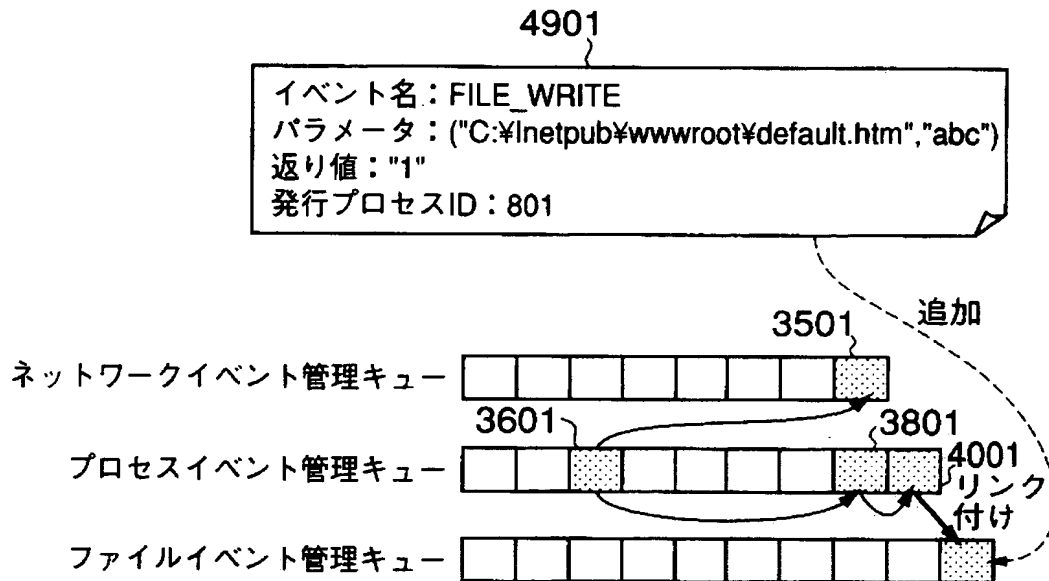 4901
イベント名：FILE_WRITE
パラメータ：("C:¥Inetpub¥wwwroot¥default.htm","abc")
返り値："1"
発行プロセスID：801
追加
3501
ネットワークイベント管理キュー
3601
3801
プロセスイベント管理キュー
4001
リンク
付け
ファイルイベント管理キュー